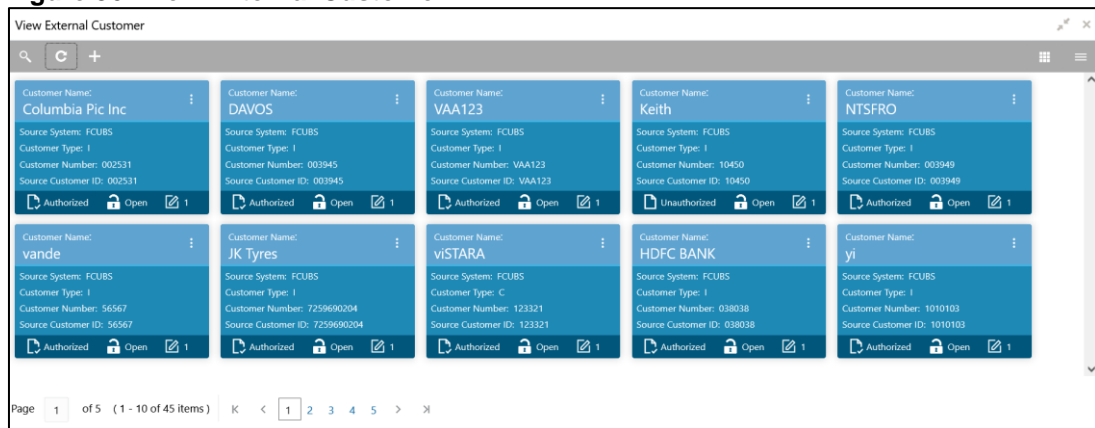 View External Customer
Customer Name:
Columbia Pic Inc
Source System: FCUBS
Customer Type: I
Customer Number: 002531
Source Customer ID: 002531
Authorized Open 1
Customer Name:
DAVOS
Source System: FCUBS
Customer Type: I
Customer Number: 003945
Source Customer ID: 003945
Authorized Open 1
Customer Name:
VAA123
Source System: FCUBS
Customer Type: I
Customer Number: VAA123
Source Customer ID: VAA123
Authorized Open 1
Customer Name:
Keith
Source System: FCUBS
Customer Type: I
Customer Number: 10450
Source Customer ID: 10450
Unauthorized Open 1
Customer Name:
NTSFRO
Source System: FCUBS
Customer Type: I
Customer Number: 003949
Source Customer ID: 003949
Authorized Open 1
Customer Name:
vande
Source System: FCUBS
Customer Type: I
Customer Number: 56567
Source Customer ID: 56567
Authorized Open 1
Customer Name:
JK Tyres
Source System: FCUBS
Customer Type: I
Customer Number: 7259690204
Source Customer ID: 7259690204
Authorized Open 1
Customer Name:
viSTARA
Source System: FCUBS
Customer Type: C
Customer Number: 123321
Source Customer ID: 123321
Authorized Open 1
Customer Name:
HDFC BANK
Source System: FCUBS
Customer Type: I
Customer Number: 038038
Source Customer ID: 038038
Authorized Open 1
Customer Name:
yi
Source System: FCUBS
Customer Type: I
Customer Number: 1010103
Source Customer ID: 1010103
Authorized Open 1
Page 1 of 5 ( 1 - 10 of 45 items ) 1 2 3 4 5